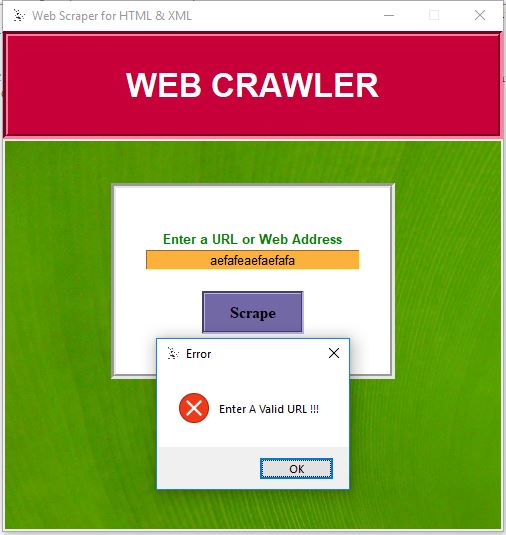 Web Scraper for HTML & XML
WEB CRAWLER
Enter a URL or Web Address
aefafeaefaefafa
Scrape
Error
Enter A Valid URL !!!
OK